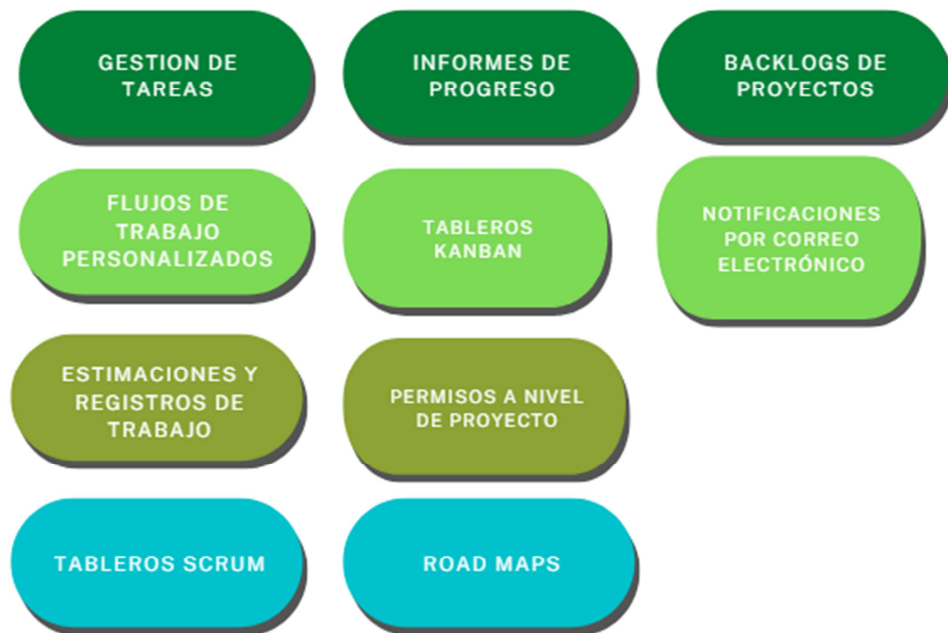 GESTION DE
TAREAS
INFORMES DE
PROGRESO
BACKLOGS DE
PROYECTOS
FLUJOS DE
TRABAJO
PERSONALIZADOS
TABLEROS
KANBAN
NOTIFICACIONES
POR CORREO
ELECTRÓNICO
ESTIMACIONES Y
REGISTROS DE
TRABAJO
PERMISOS A NIVEL
DE PROYECTO
TABLEROS SCRUM
ROAD MAPS